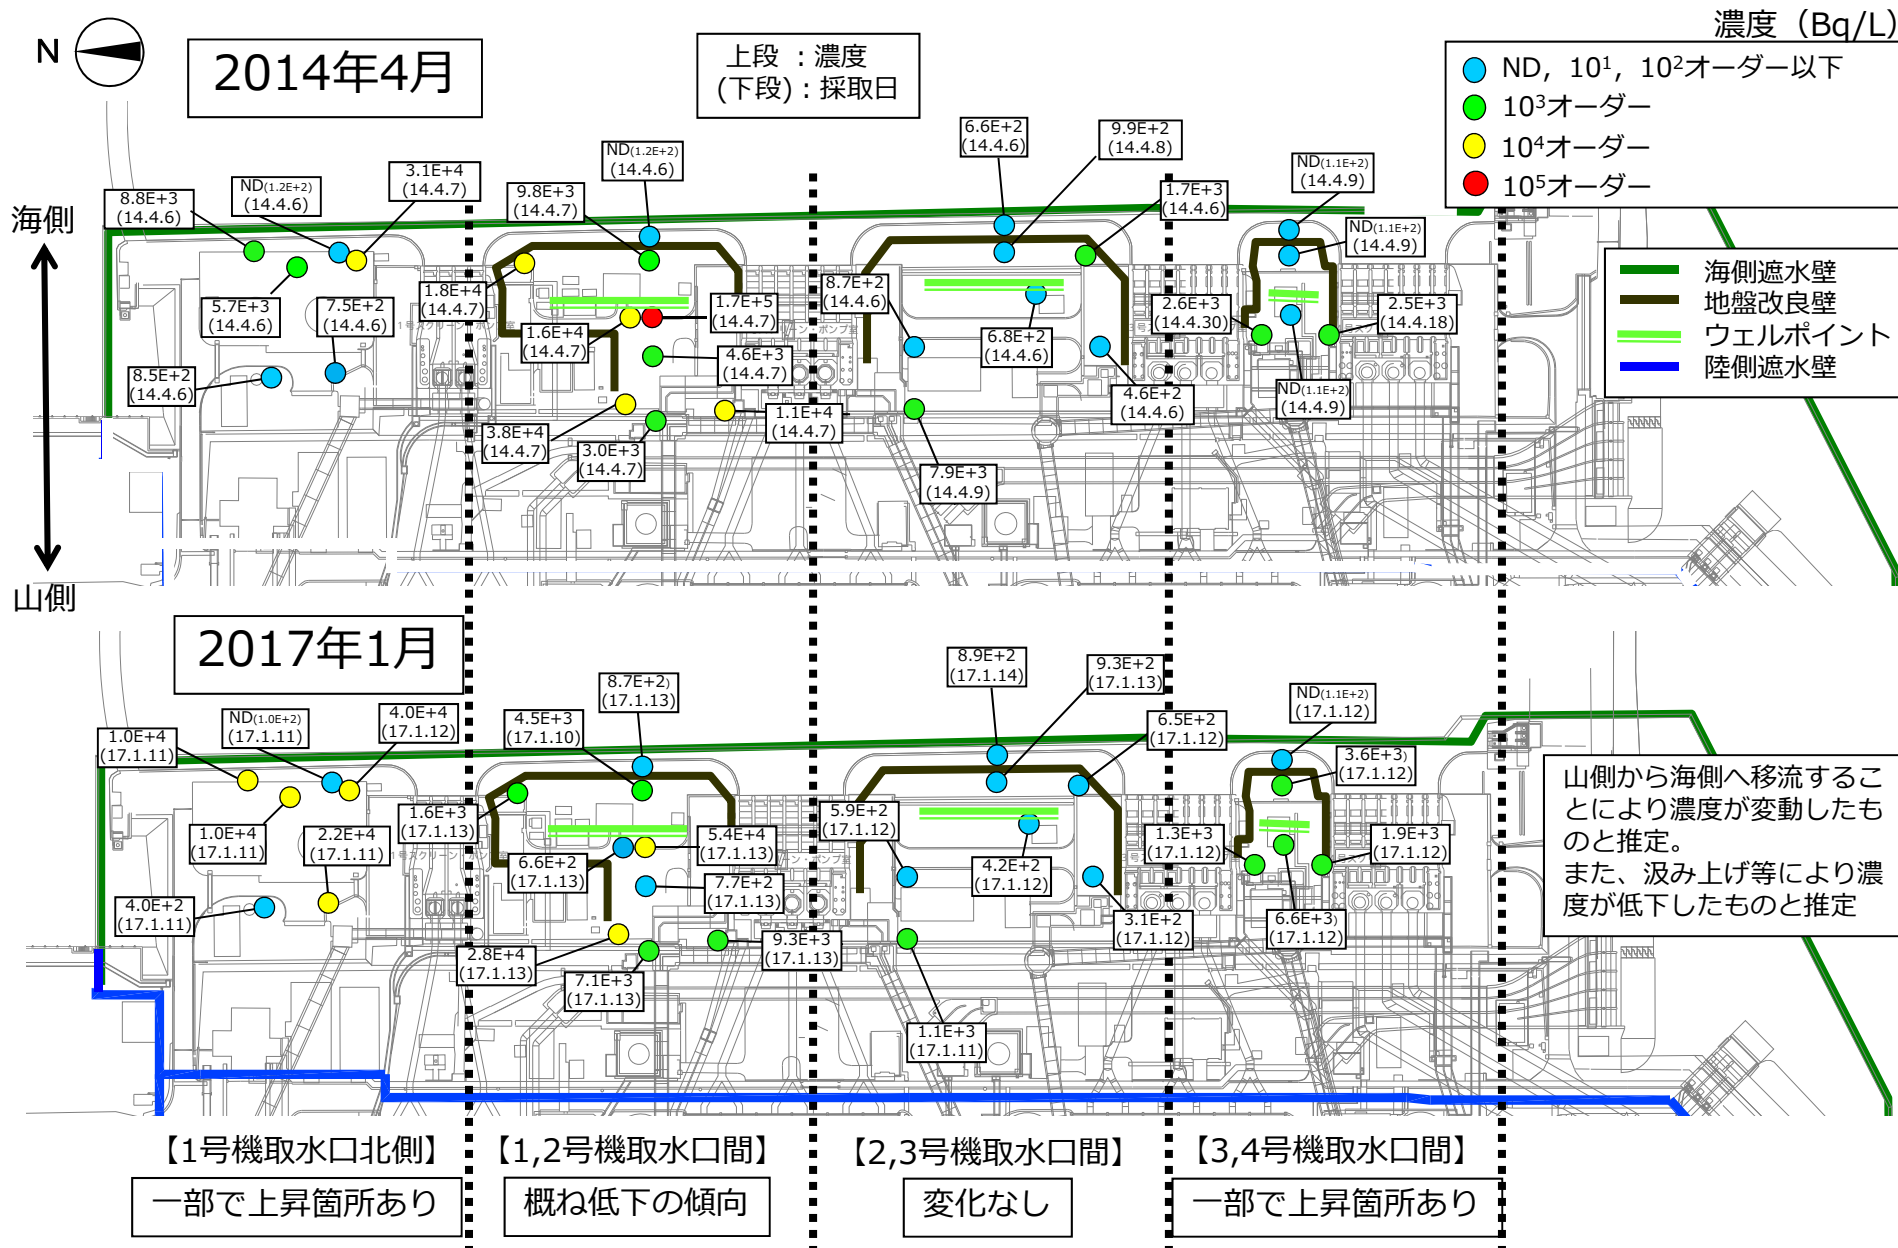 濃度（Bq/L）
N
2014年4月
上段 ：濃度
(下段)：採取日
ND，10¹，10²オーダー以下
10³オーダー
10⁴オーダー
10⁵オーダー
海側遮水壁
地盤改良壁
ウェルポイント
陸側遮水壁
海側
山側
8.8E+3
(14.4.6)
ND(1.2E+2)
(14.4.6)
3.1E+4
(14.4.7)
5.7E+3
(14.4.6)
7.5E+2
(14.4.6)
8.5E+2
(14.4.6)
9.8E+3
(14.4.7)
ND(1.2E+2)
(14.4.6)
1.8E+4
(14.4.7)
1.6E+4
(14.4.7)
1.7E+5
(14.4.7)
4.6E+3
(14.4.7)
3.8E+4
(14.4.7)
3.0E+3
(14.4.7)
1.1E+4
(14.4.7)
6.6E+2
(14.4.6)
9.9E+2
(14.4.8)
1.7E+3
(14.4.6)
8.7E+2
(14.4.6)
6.8E+2
(14.4.6)
4.6E+2
(14.4.6)
7.9E+3
(14.4.9)
ND(1.1E+2)
(14.4.9)
ND(1.1E+2)
(14.4.9)
2.6E+3
(14.4.30)
2.5E+3
(14.4.18)
ND(1.1E+2)
(14.4.9)
2017年1月
1.0E+4
(17.1.11)
ND(1.0E+2)
(17.1.11)
4.0E+4
(17.1.12)
1.0E+4
(17.1.11)
2.2E+4
(17.1.11)
4.0E+2
(17.1.11)
4.5E+3
(17.1.10)
8.7E+2)
(17.1.13)
1.6E+3
(17.1.13)
6.6E+2
(17.1.13)
5.4E+4
(17.1.13)
7.7E+2
(17.1.13)
2.8E+4
(17.1.13)
7.1E+3
(17.1.13)
9.3E+3
(17.1.13)
8.9E+2
(17.1.14)
9.3E+2
(17.1.13)
6.5E+2
(17.1.12)
5.9E+2
(17.1.12)
4.2E+2
(17.1.12)
3.1E+2
(17.1.12)
1.1E+3
(17.1.11)
ND(1.1E+2)
(17.1.12)
3.6E+3)
(17.1.12)
1.3E+3
(17.1.12)
1.9E+3
(17.1.12)
6.6E+3)
(17.1.12)
山側から海側へ移流するこ
とにより濃度が変動したも
のと推定。
また、汲み上げ等により濃
度が低下したものと推定
【1号機取水口北側】
【1,2号機取水口間】
【2,3号機取水口間】
【3,4号機取水口間】
一部で上昇箇所あり
概ね低下の傾向
変化なし
一部で上昇箇所あり